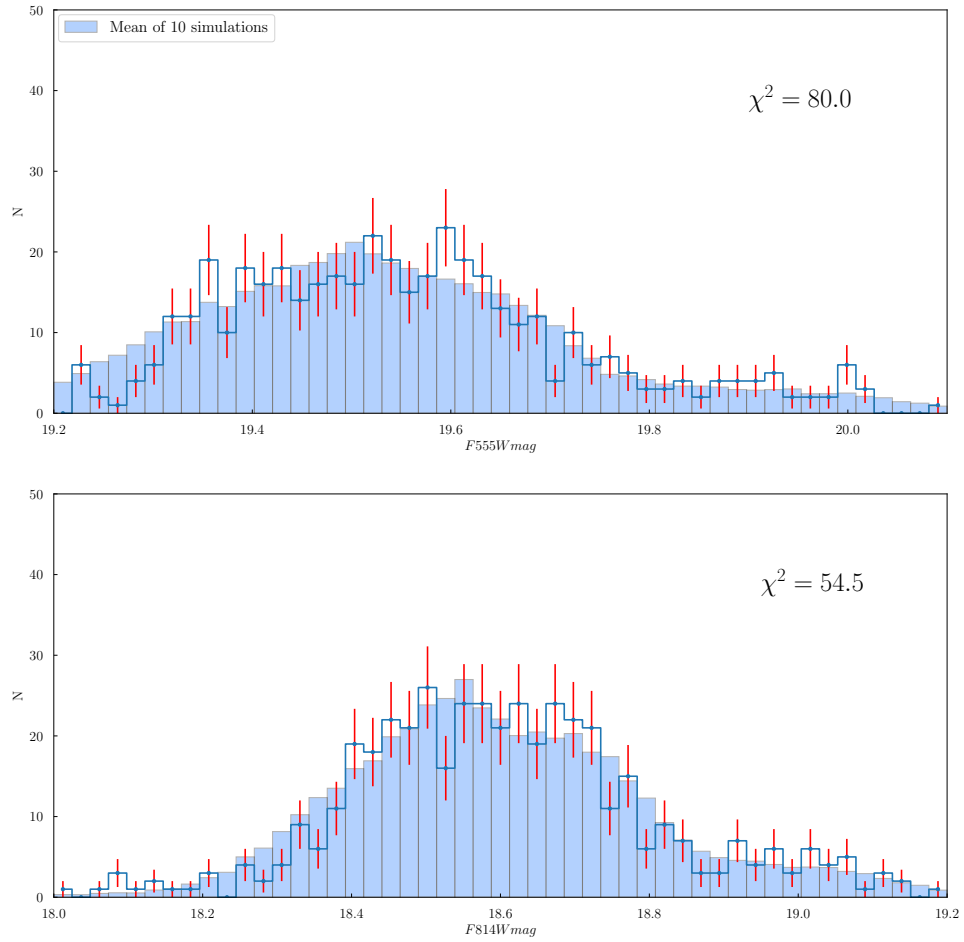 50
Mean of 10 simulations
40
χ² = 80.0
30
N
20
10
0
19.2 19.4 19.6 19.8 20.0
F555Wmag
50
40
χ² = 54.5
30
N
20
10
0
18.0 18.2 18.4 18.6 18.8 19.0 19.2
F814Wmag